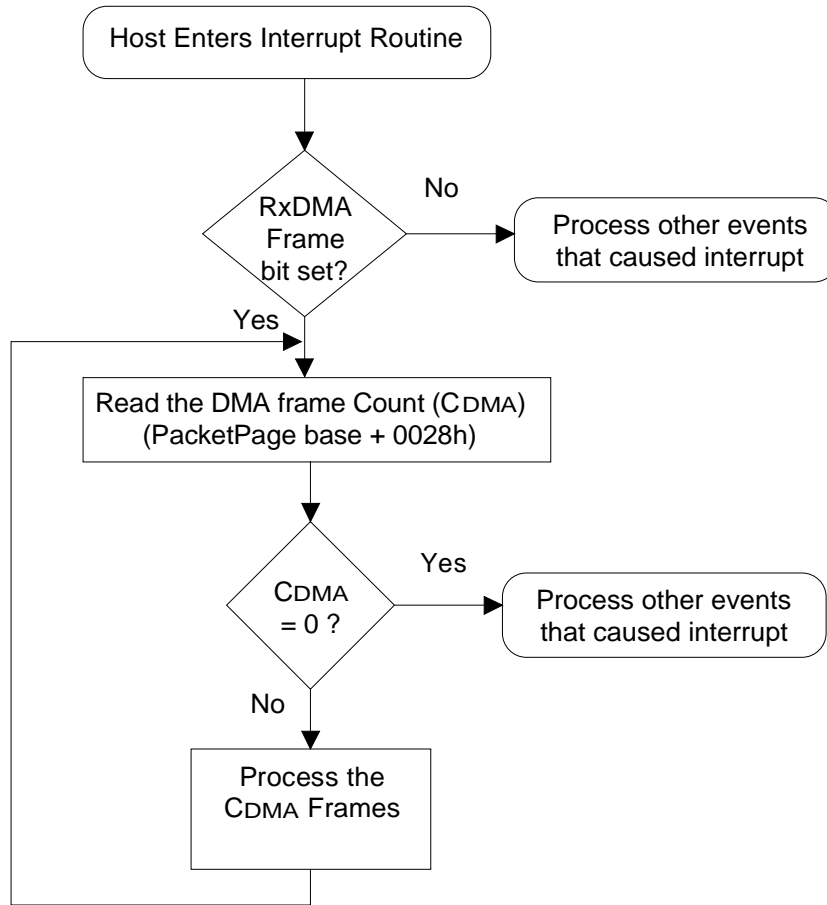 Host Enters Interrupt Routine
RxDMA
Frame
bit set?
No
Process other events
that caused interrupt
Yes
Read the DMA frame Count (CDMA)
(PacketPage base + 0028h)
CDMA
= 0 ?
Yes
Process other events
that caused interrupt
No
Process the
CDMA Frames